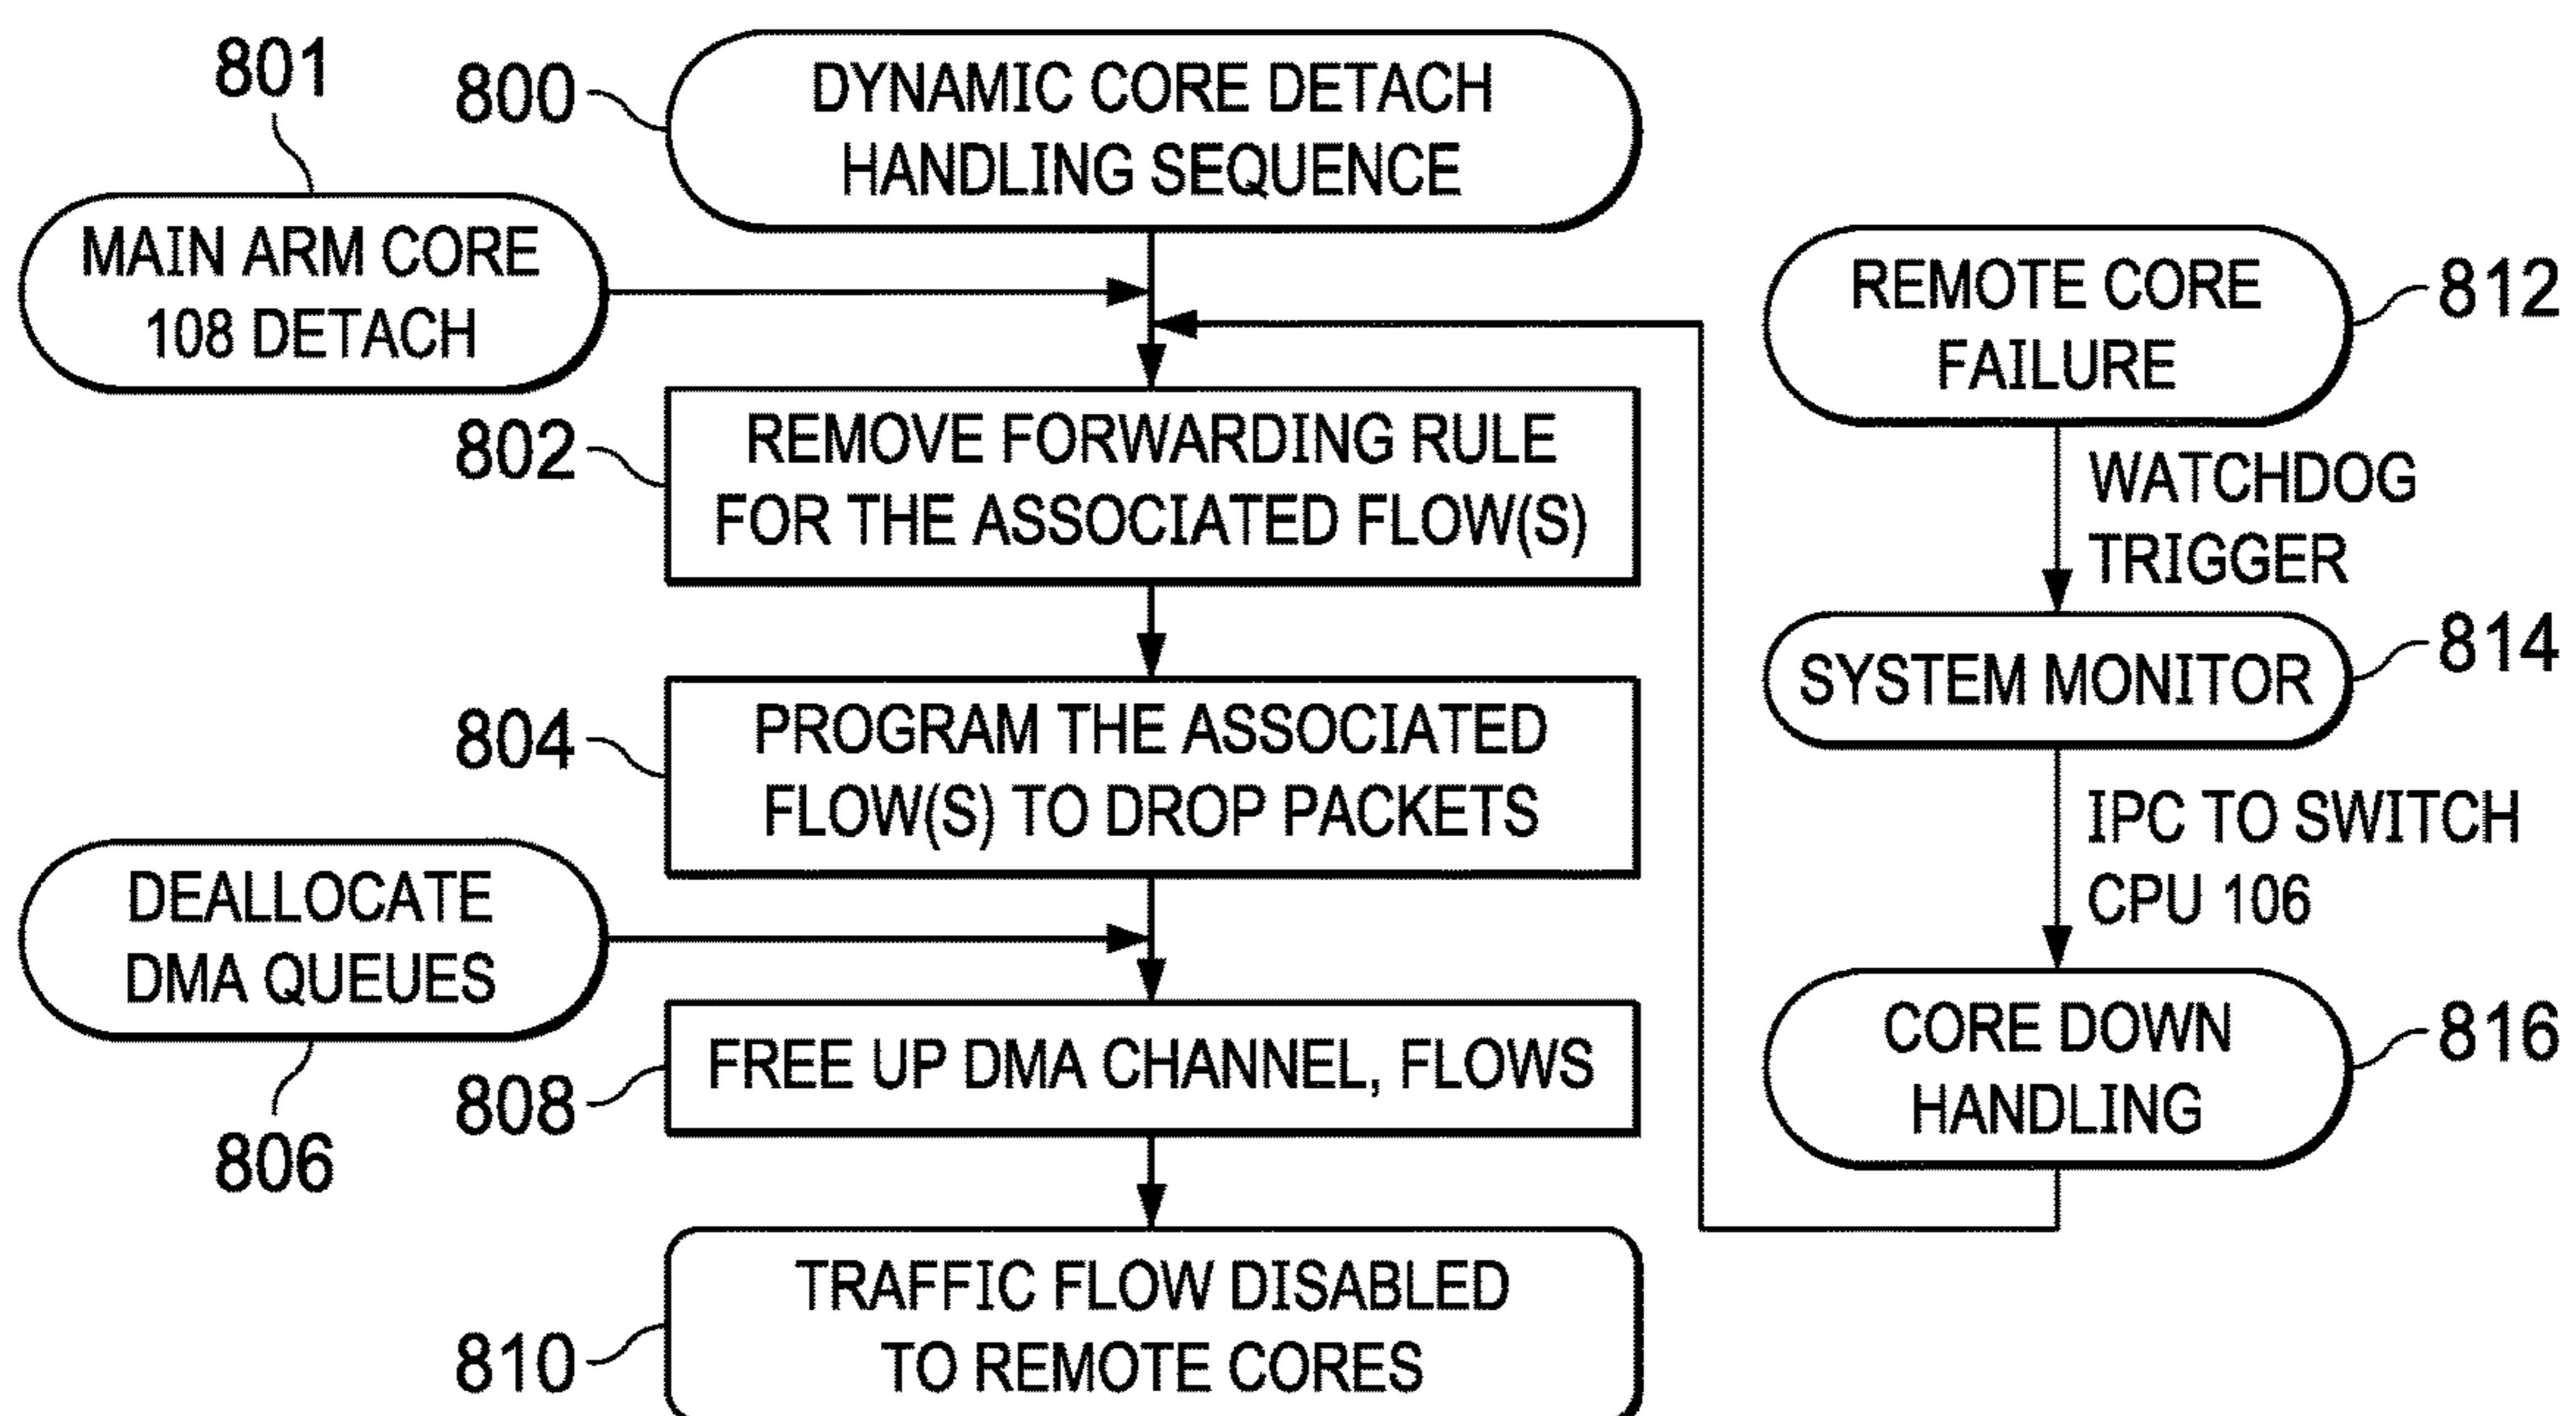 801
800
DYNAMIC CORE DETACH
HANDLING SEQUENCE
MAIN ARM CORE
108 DETACH
REMOTE CORE
FAILURE
812
802
REMOVE FORWARDING RULE
FOR THE ASSOCIATED FLOW(S)
WATCHDOG
TRIGGER
804
PROGRAM THE ASSOCIATED
FLOW(S) TO DROP PACKETS
SYSTEM MONITOR
814
IPC TO SWITCH
CPU 106
DEALLOCATE
DMA QUEUES
806
808
FREE UP DMA CHANNEL, FLOWS
CORE DOWN
HANDLING
816
810
TRAFFIC FLOW DISABLED
TO REMOTE CORES